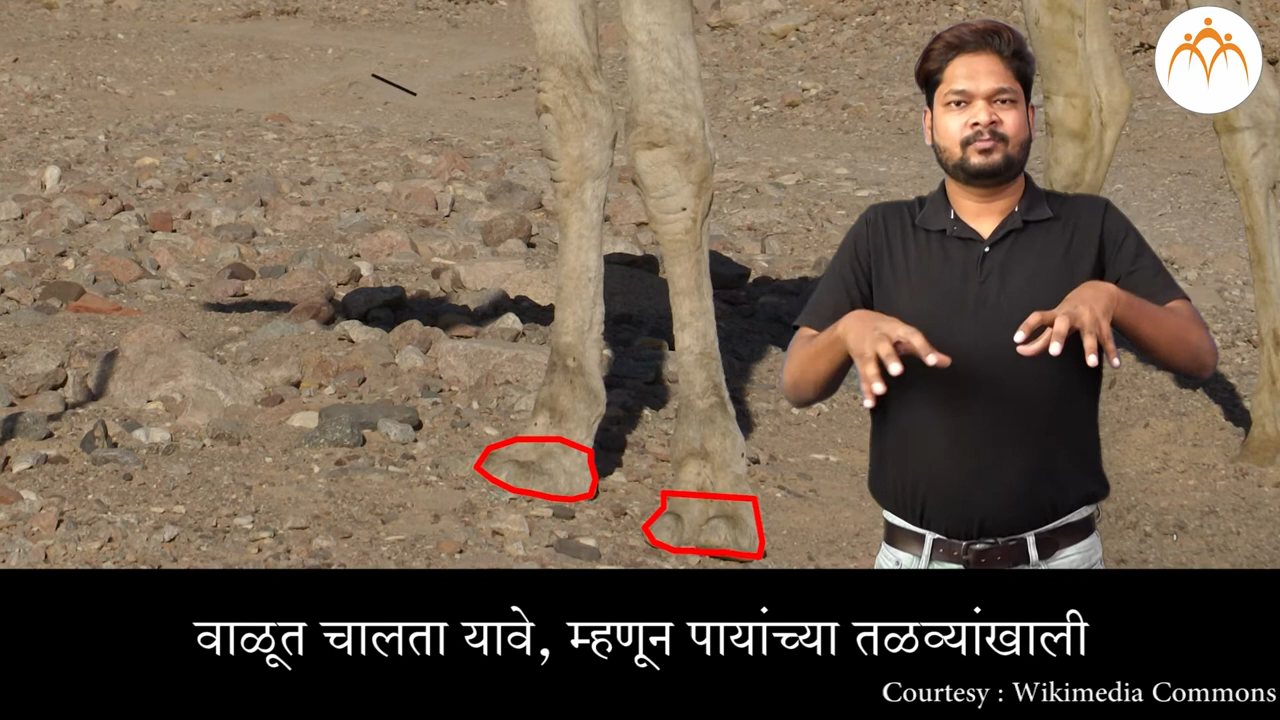 वाळूत चालता यावे, म्हणून पायांच्या तळव्यांखाली
Courtesy : Wikimedia Commons